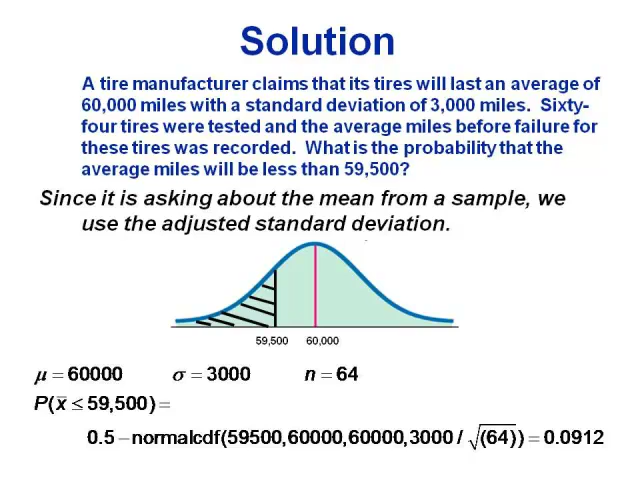 Solution
A tire manufacturer claims that its tires will last an average of
60,000 miles with a standard deviation of 3,000 miles.  Sixty-
four tires were tested and the average miles before failure for
these tires was recorded.  What is the probability that the
average miles will be less than 59,500?
Since it is asking about the mean from a sample, we
use the adjusted standard deviation.
59,500 60,000
μ = 60000 σ = 3000 n = 64
P(x̄ ≤ 59,500) =
0.5 – normalcdf(59500,60000,60000,3000 / √(64)) = 0.0912